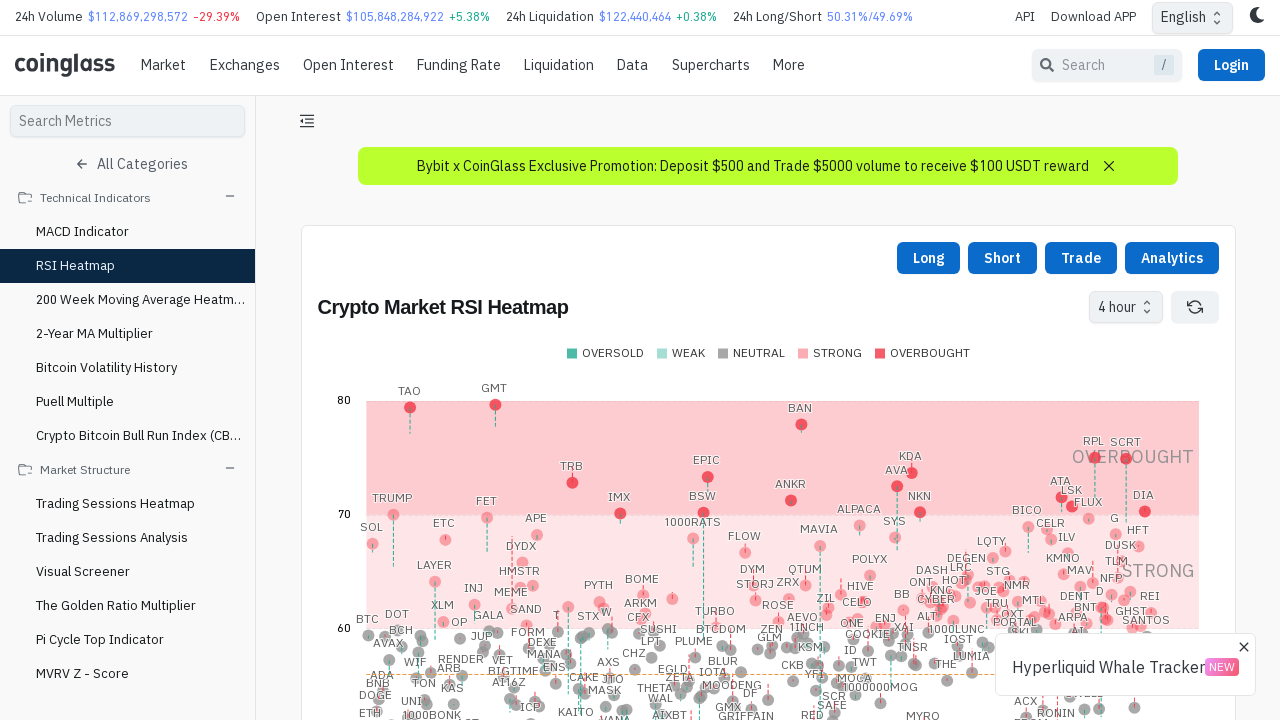 24h Volume $112,869,298,572 -29.39% Open Interest $105,848,284,922 +5.38% 24h Liquidation $122,440,464 +0.38% 24h Long/Short 50.31%/49.69% API Download APP English
coinglass Market Exchanges Open Interest Funding Rate Liquidation Data Supercharts More Search / Login
Search Metrics
All Categories
Technical Indicators
MACD Indicator
RSI Heatmap
200 Week Moving Average Heatm...
2-Year MA Multiplier
Bitcoin Volatility History
Puell Multiple
Crypto Bitcoin Bull Run Index (CB...
Market Structure
Trading Sessions Heatmap
Trading Sessions Analysis
Visual Screener
The Golden Ratio Multiplier
Pi Cycle Top Indicator
MVRV Z - Score
Bybit x CoinGlass Exclusive Promotion: Deposit $500 and Trade $5000 volume to receive $100 USDT reward
Long Short Trade Analytics
Crypto Market RSI Heatmap 4 hour
OVERSOLD WEAK NEUTRAL STRONG OVERBOUGHT
TAO GMT
80
BAN
RPL SCRT
OVERBOUGHT
TRB EPIC KDA
AVA
ANKR ATA
LSK
TRUMP FET IMX BSW NKN FLUX DIA
70
SOL ETC APE 1000RATS ALPACA SYS BICO CELR G
MAVIA HFT
FLOW LQTY ILV
DYDX DUSK
LAYER HMSTR DYM QTUM POLYX DEGEN KMNO TLM
DASH LRC STG MAV STRONG
BOME STORJ ZRX HIVE ONT HOT NMR NFP
INJ MEME PYTH KNC JOE DENT D REI
XLM SAND ARKM ROSE ZIL CELO BB CYBER TRU MTL BNT GHST
BTC DOT OP GALA T STX W CFX TURBO AEVO ONE ENJ ALT OXT ARPA SANTOS
60
AVAX BCH JUP FORM SUSHI BTCDOM ZEN 1INCH COOKIE XAI 1000LUNC PORTAL
DEXE LPT PLUME GLM KSM TNSR IOST
WIF RENDER VET MANA CHZ BLUR ID LUMIA
ADA ARB BIGTIME ENS AXS EGLD IOTA CKB TWT THE
BNB TON KAS AI16Z CAKE JTO ZETA MOODENG YFI MOCA
DOGE UNI ICP MASK THETA DF SCR 1000000MOG
ETH 1000BONK KAITO WAL GMX SAFE ACX
AIXBT GRIFFAIN RED MYRO RONIN
Hyperliquid Whale Tracker NEW